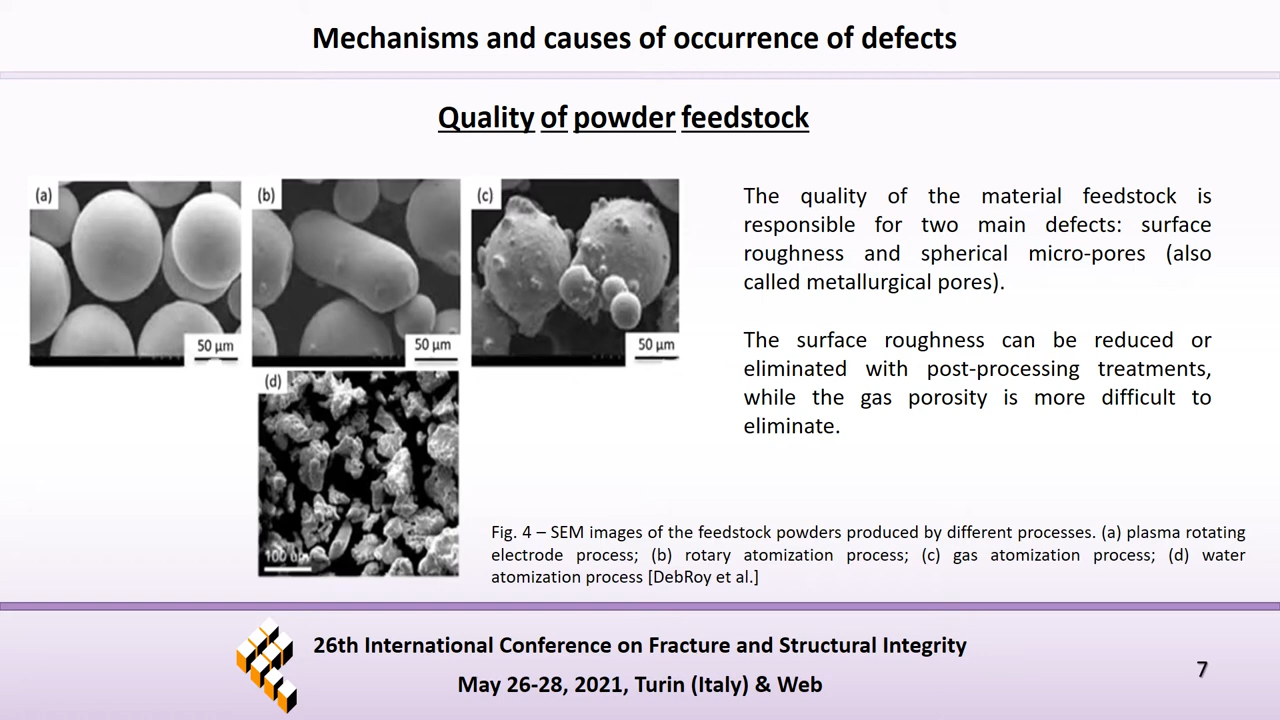 Mechanisms and causes of occurrence of defects
Quality of powder feedstock
(a)
(b)
(c)
50 µm
50 µm
50 µm
(d)
100 um
The quality of the material feedstock is
responsible for two main defects: surface
roughness and spherical micro-pores (also
called metallurgical pores).
The surface roughness can be reduced or
eliminated with post-processing treatments,
while the gas porosity is more difficult to
eliminate.
Fig. 4 – SEM images of the feedstock powders produced by different processes. (a) plasma rotating
electrode process; (b) rotary atomization process; (c) gas atomization process; (d) water
atomization process [DebRoy et al.]
26th International Conference on Fracture and Structural Integrity
May 26-28, 2021, Turin (Italy) & Web
7